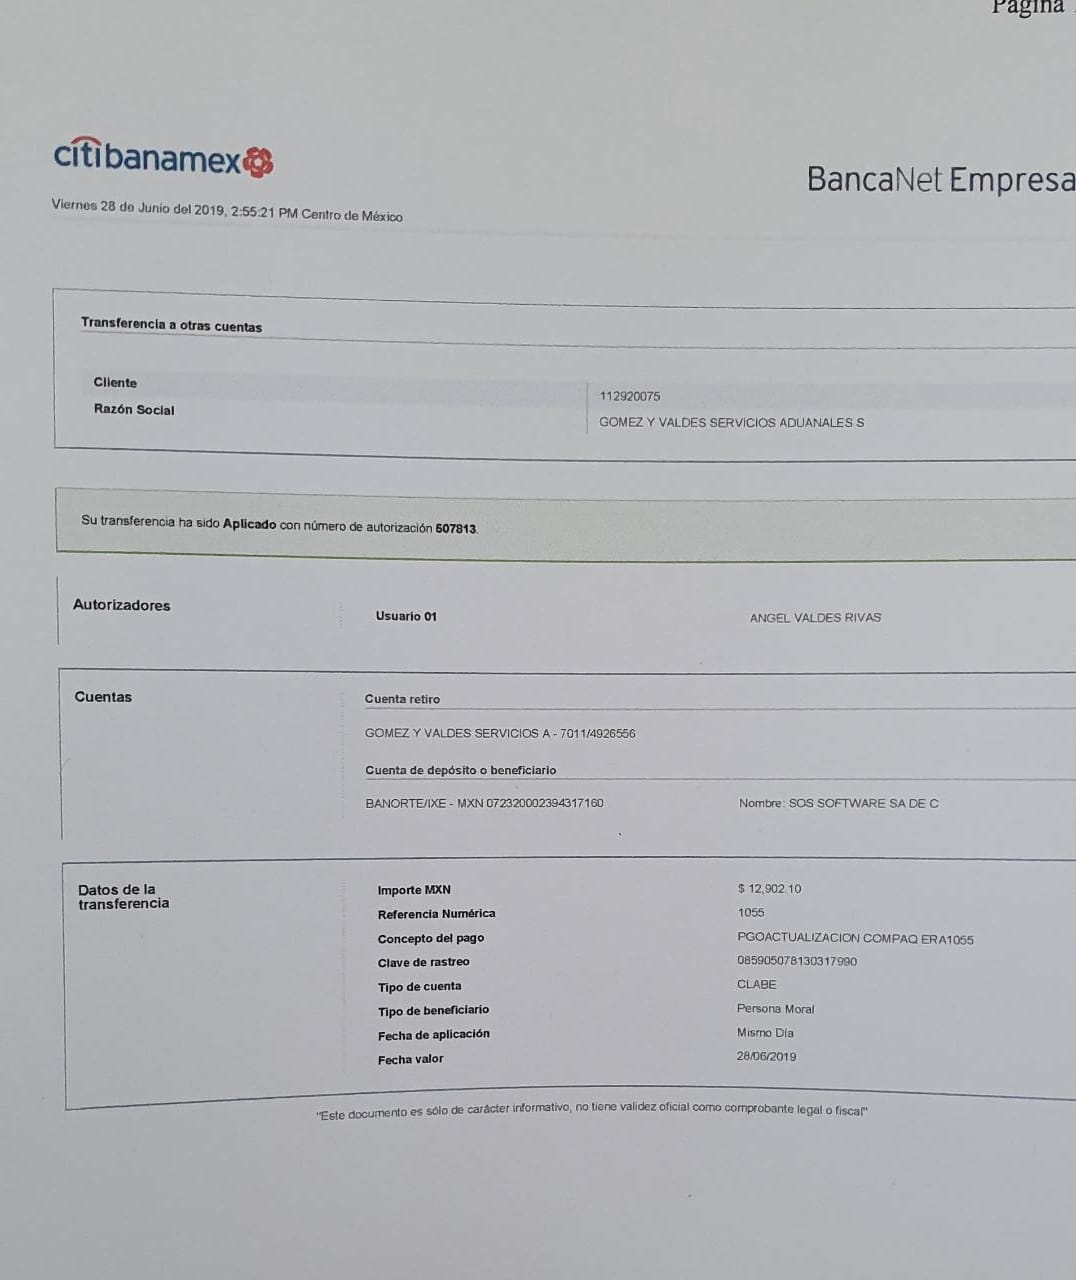 Página
citibanamex
BancaNet Empresa
Viernes 28 de Junio del 2019, 2:55:21 PM Centro de México
Transferencia a otras cuentas
Cliente 112920075
Razón Social GOMEZ Y VALDES SERVICIOS ADUANALES S
Su transferencia ha sido Aplicado con número de autorización 507813.
Autorizadores Usuario 01 ANGEL VALDES RIVAS
Cuentas Cuenta retiro
GOMEZ Y VALDES SERVICIOS A - 7011/4926556
Cuenta de depósito o beneficiario
BANORTE/IXE - MXN 072320002394317160 Nombre: SOS SOFTWARE SA DE C
Datos de la transferencia
Importe MXN $ 12,902.10
Referencia Numérica 1055
Concepto del pago PGOACTUALIZACION COMPAQ ERA1055
Clave de rastreo 085905078130317990
Tipo de cuenta CLABE
Tipo de beneficiario Persona Moral
Fecha de aplicación Mismo Día
Fecha valor 28/06/2019
"Este documento es sólo de carácter informativo, no tiene validez oficial como comprobante legal o fiscal"